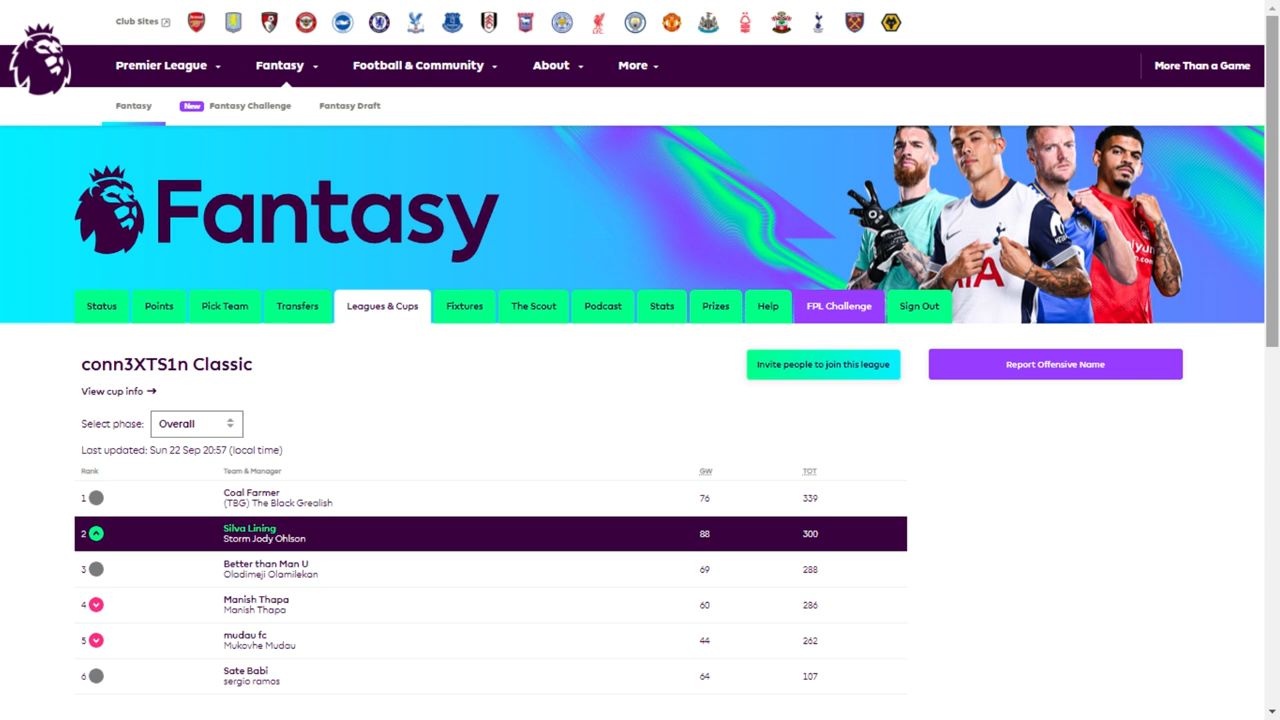 Club Sites
Premier League Fantasy Football & Community About More More Than a Game
Fantasy New Fantasy Challenge Fantasy Draft
Fantasy
AIA
Status Points Pick Team Transfers Leagues & Cups Fixtures The Scout Podcast Stats Prizes Help FPL Challenge Sign Out
conn3XTS1n Classic
Invite people to join this league
Report Offensive Name
View cup info →
Select phase: Overall
Last updated: Sun 22 Sep 20:57 (local time)
Rank Team & Manager GW TOT
1 Coal Farmer 76 339
(TBG) The Black Grealish
2 Silva Lining 88 300
Storm Jody Ohlson
3 Better than Man U 69 288
Oladimeji Olamilekan
4 Manish Thapa 60 286
Manish Thapa
5 mudau fc 44 262
Mukovhe Mudau
6 Sate Babi 64 107
sergio ramos